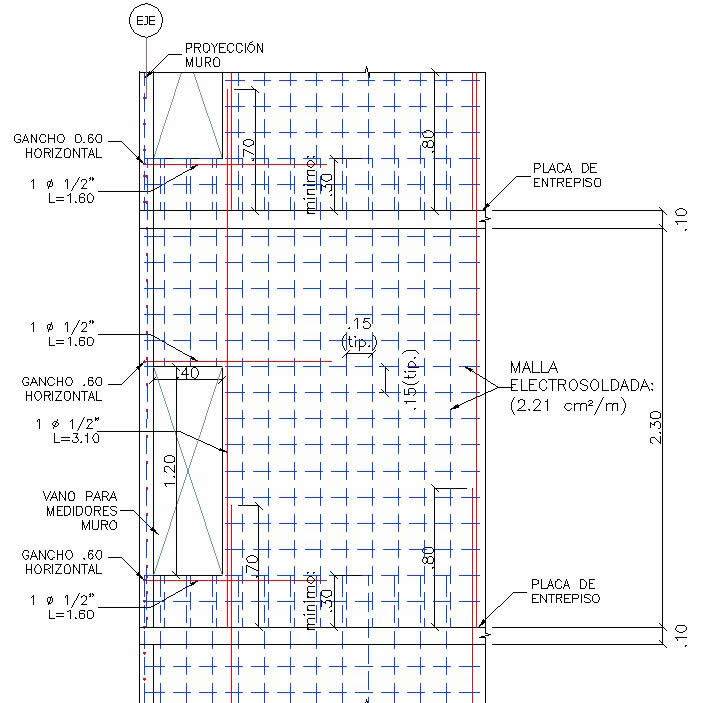 EJE
PROYECCIÓN
MURO
GANCHO 0.60
HORIZONTAL
1 ø 1/2"
L=1.60
.70
mínimo:
.30
.80
PLACA DE
ENTREPISO
.10
1 ø 1/2"
L=1.60
.15
(tip.)
GANCHO .60
HORIZONTAL
.40
.15(tip.)
MALLA
ELECTROSOLDADA:
(2.21 cm²/m)
1 ø 1/2"
L=3.10
1.20
2.30
VANO PARA
MEDIDORES
MURO
GANCHO .60
HORIZONTAL
1 ø 1/2"
L=1.60
.70
mínimo:
.30
.80
PLACA DE
ENTREPISO
.10